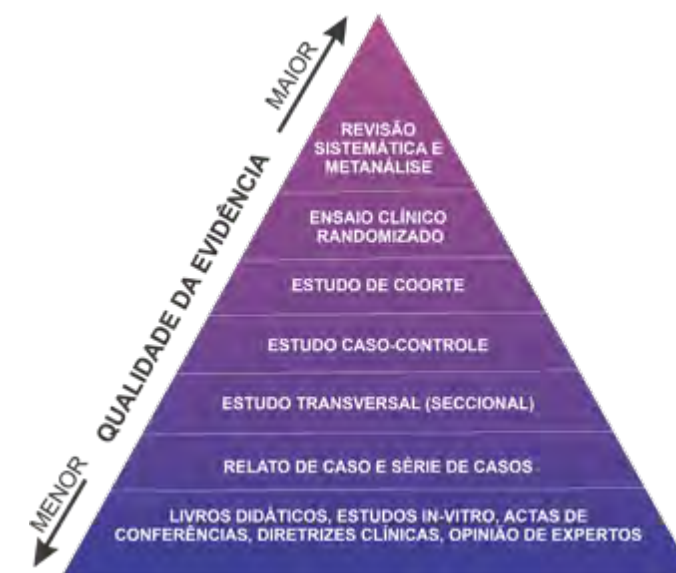 MAIOR
QUALIDADE DA EVIDÊNCIA
MENOR
REVISÃO
SISTEMÁTICA E
METANÁLISE
ENSAIO CLÍNICO
RANDOMIZADO
ESTUDO DE COORTE
ESTUDO CASO-CONTROLE
ESTUDO TRANSVERSAL (SECCIONAL)
RELATO DE CASO E SÉRIE DE CASOS
LIVROS DIDÁTICOS, ESTUDOS IN-VITRO, ACTAS DE
CONFERÊNCIAS, DIRETRIZES CLÍNICAS, OPINIÃO DE EXPERTOS